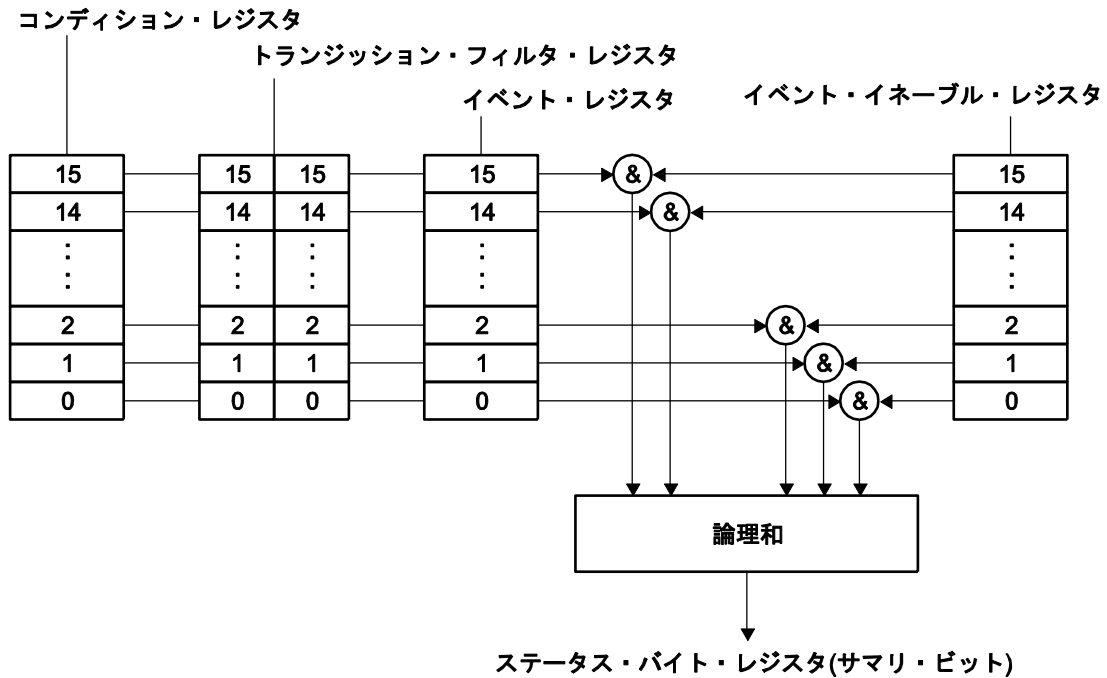 コンディション・レジスタ
トランジッション・フィルタ・レジスタ
イベント・レジスタ
イベント・イネーブル・レジスタ
15 15 15 15 & 15
14 14 14 14 & 14
2 2 2 2 & 2
1 1 1 1 & 1
0 0 0 0 & 0
論理和
ステータス・バイト・レジスタ(サマリ・ビット)